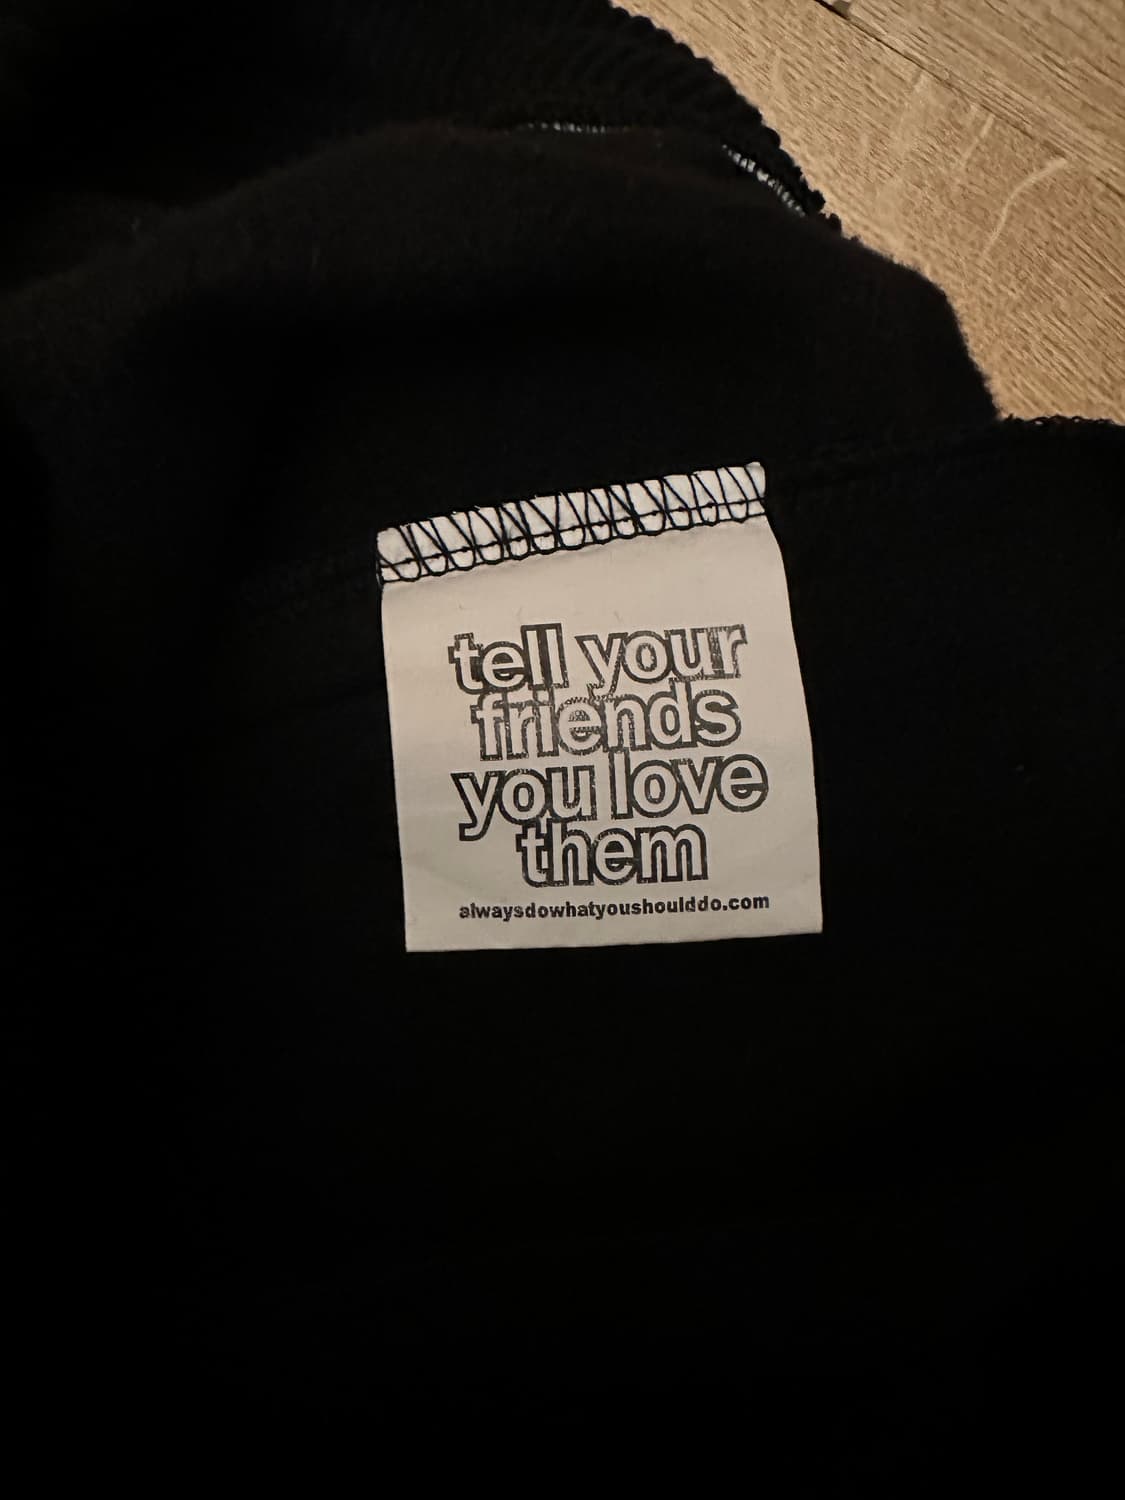 tell your
friends
you love
them
alwaysdowhatyoushoulddo.com